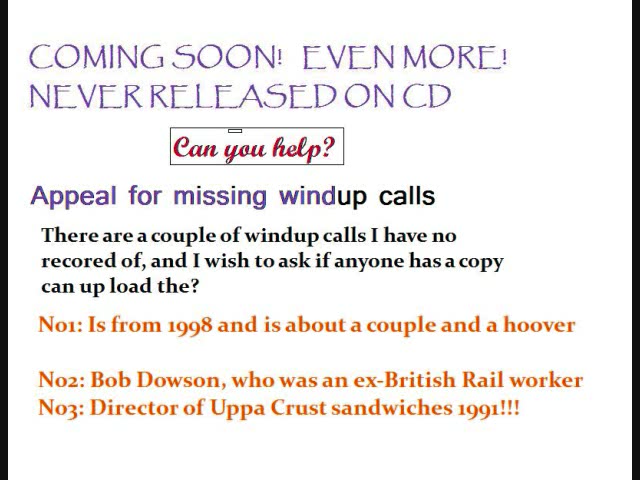 COMING SOON! EVEN MORE!
NEVER RELEASED ON CD
Can you help?
Appeal for missing windup calls
There are a couple of windup calls I have no
recored of, and I wish to ask if anyone has a copy
can up load the?
No1: Is from 1998 and is about a couple and a hoover
No2: Bob Dowson, who was an ex-British Rail worker
No3: Director of Uppa Crust sandwiches 1991!!!